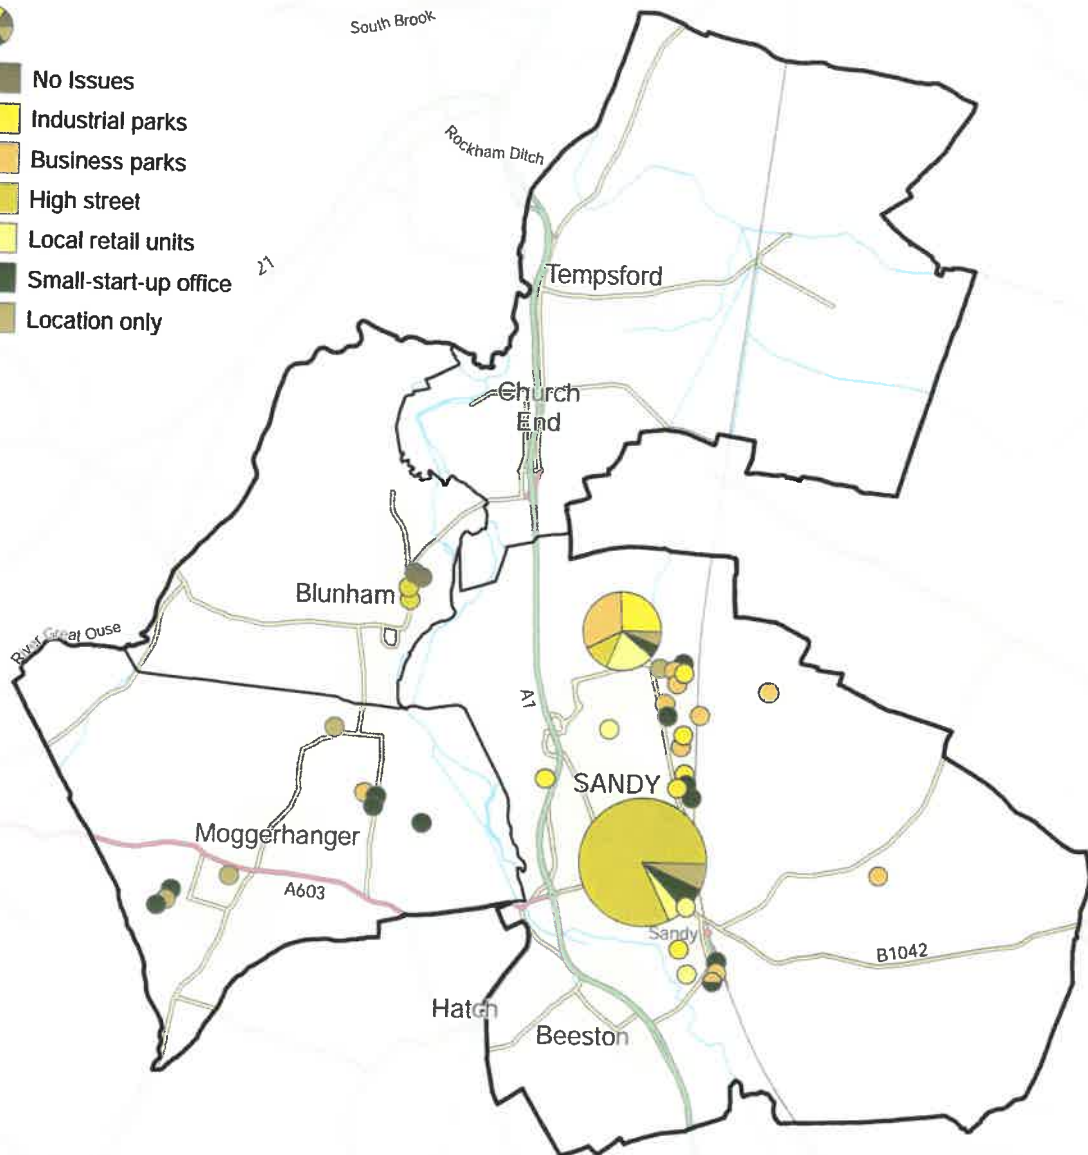 South Brook
No Issues
Industrial parks
Rockham Ditch
Business parks
High street
Local retail units
21
Small-start-up office
Tempsford
Location only
Church
End
Blunham
River Great Ouse
A1
SANDY
Moggerhanger
A603
Sandy
B1042
Hatch
Beeston